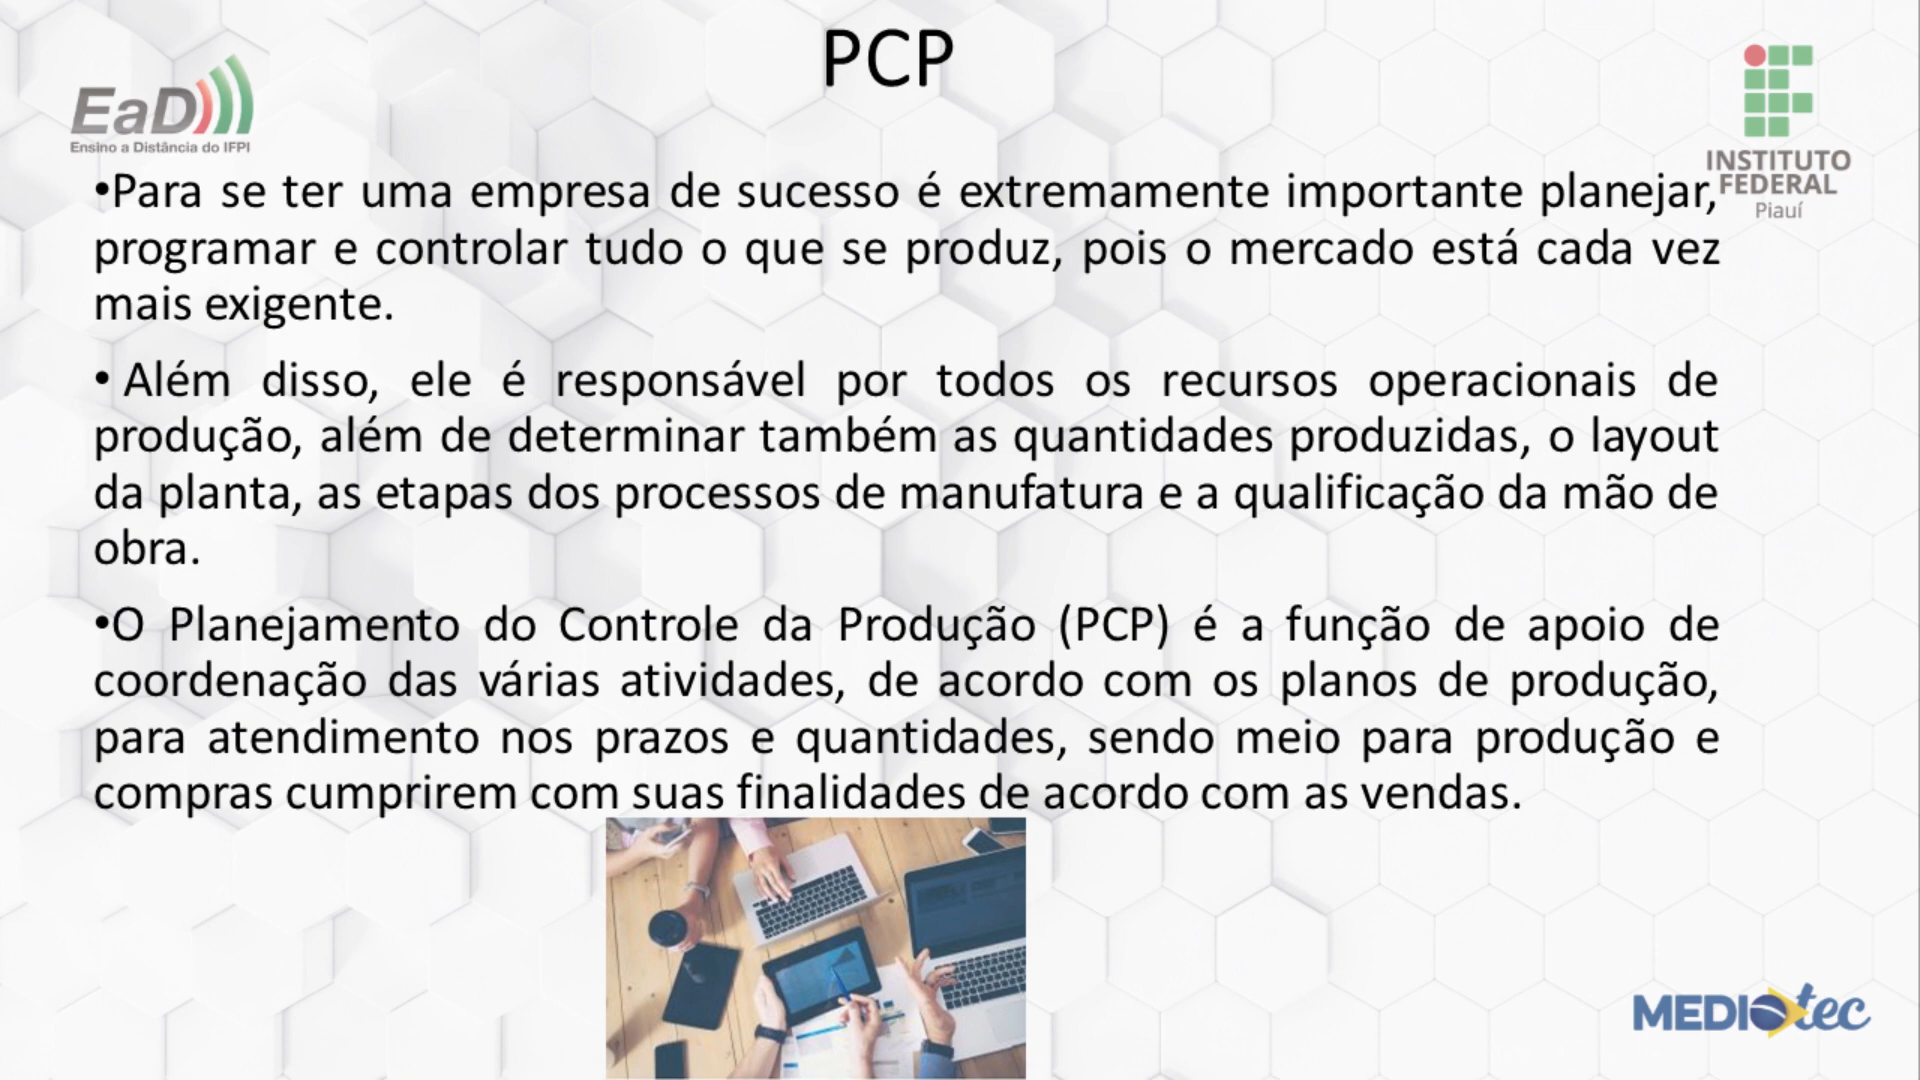 PCP
EaD
Ensino a Distância do IFPI
INSTITUTO
FEDERAL
Piauí
•Para se ter uma empresa de sucesso é extremamente importante planejar,
programar e controlar tudo o que se produz, pois o mercado está cada vez
mais exigente.
• Além disso, ele é responsável por todos os recursos operacionais de
produção, além de determinar também as quantidades produzidas, o layout
da planta, as etapas dos processos de manufatura e a qualificação da mão de
obra.
•O Planejamento do Controle da Produção (PCP) é a função de apoio de
coordenação das várias atividades, de acordo com os planos de produção,
para atendimento nos prazos e quantidades, sendo meio para produção e
compras cumprirem com suas finalidades de acordo com as vendas.
MEDIOtec